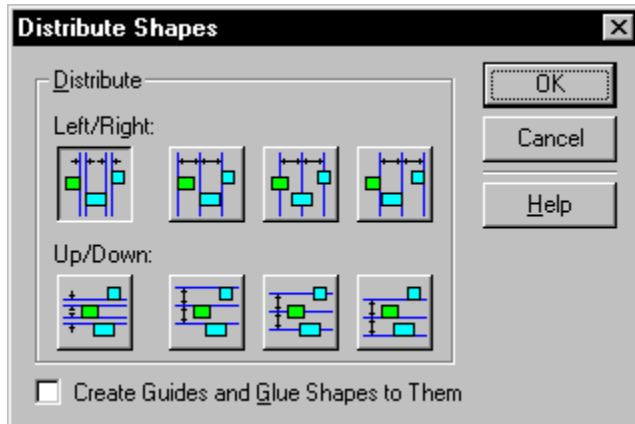 Distribute Shapes
Distribute
Left/Right:
Up/Down:
Create Guides and Glue Shapes to Them
OK
Cancel
Help